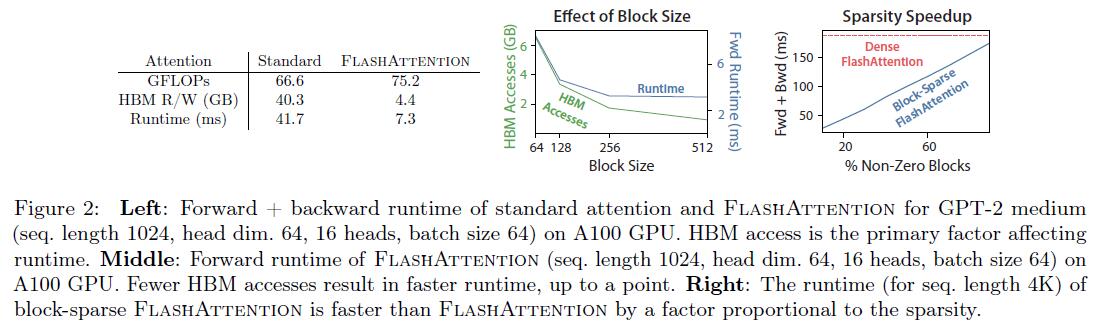 Attention Standard FLASHATTENTION
GFLOPs 66.6 75.2
HBM R/W (GB) 40.3 4.4
Runtime (ms) 41.7 7.3
Effect of Block Size
HBM Accesses (GB)
6
4
2
Fwd Runtime (ms)
6
2
Runtime
HBM
Accesses
64 128 256 512
Block Size
Sparsity Speedup
Fwd + Bwd (ms)
150
100
50
Dense
FlashAttention
Block-Sparse
FlashAttention
20 60
% Non-Zero Blocks
Figure 2: Left: Forward + backward runtime of standard attention and FLASHATTENTION for GPT-2 medium
(seq. length 1024, head dim. 64, 16 heads, batch size 64) on A100 GPU. HBM access is the primary factor affecting
runtime. Middle: Forward runtime of FLASHATTENTION (seq. length 1024, head dim. 64, 16 heads, batch size 64) on
A100 GPU. Fewer HBM accesses result in faster runtime, up to a point. Right: The runtime (for seq. length 4K) of
block-sparse FLASHATTENTION is faster than FLASHATTENTION by a factor proportional to the sparsity.